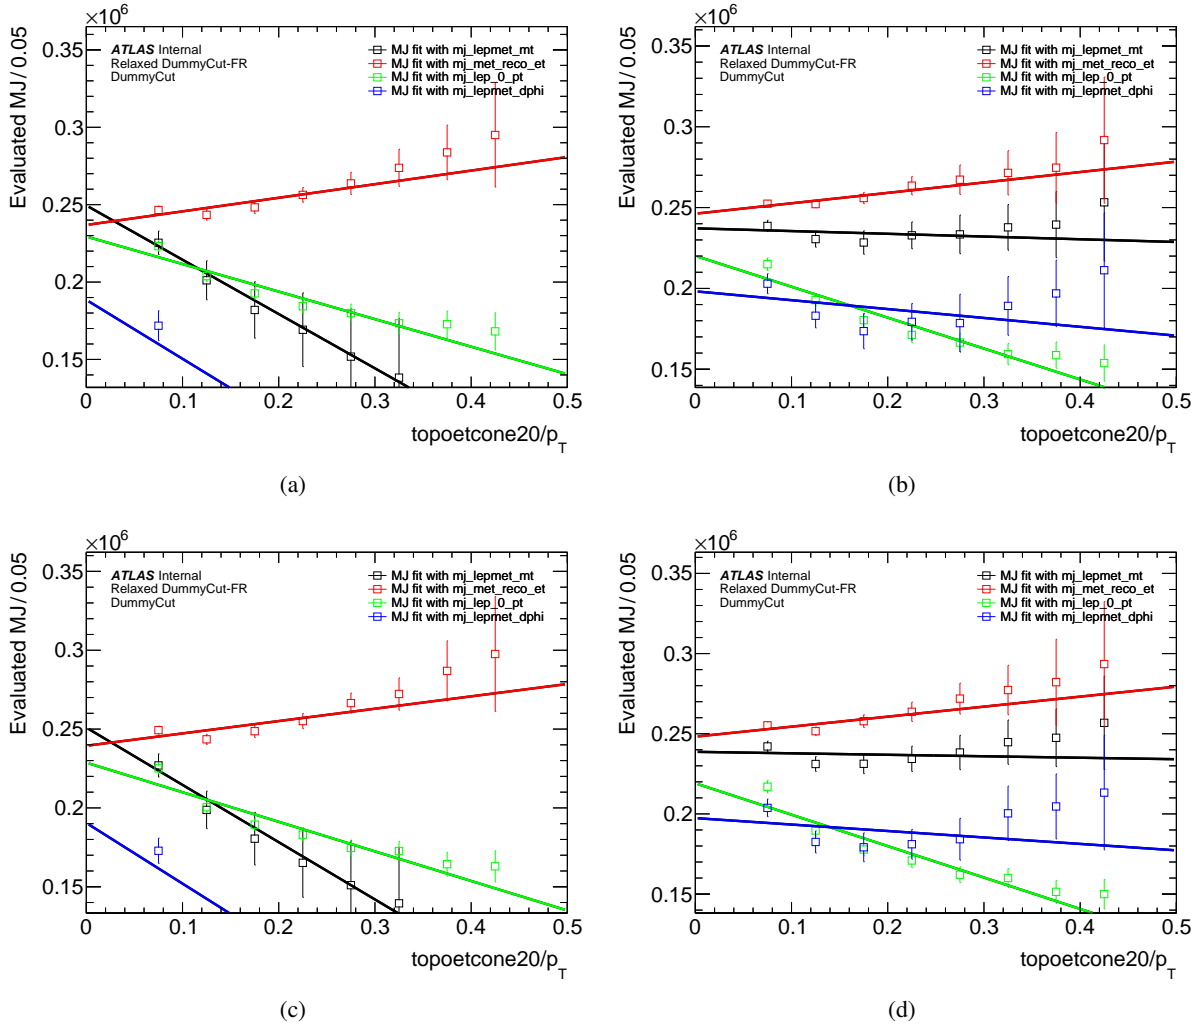 ×10⁶
0.35
0.3
0.25
0.2
0.15
Evaluated MJ / 0.05
ATLAS Internal
Relaxed DummyCut-FR
DummyCut
MJ fit with mj_lepmet_mt
MJ fit with mj_met_reco_et
MJ fit with mj_lep_0_pt
MJ fit with mj_lepmet_dphi
0 0.1 0.2 0.3 0.4 0.5
topoetcone20/p_T
(a)
×10⁶
0.35
0.3
0.25
0.2
0.15
Evaluated MJ / 0.05
ATLAS Internal
Relaxed DummyCut-FR
DummyCut
MJ fit with mj_lepmet_mt
MJ fit with mj_met_reco_et
MJ fit with mj_lep_0_pt
MJ fit with mj_lepmet_dphi
0 0.1 0.2 0.3 0.4 0.5
topoetcone20/p_T
(b)
×10⁶
0.35
0.3
0.25
0.2
0.15
Evaluated MJ / 0.05
ATLAS Internal
Relaxed DummyCut-FR
DummyCut
MJ fit with mj_lepmet_mt
MJ fit with mj_met_reco_et
MJ fit with mj_lep_0_pt
MJ fit with mj_lepmet_dphi
0 0.1 0.2 0.3 0.4 0.5
topoetcone20/p_T
(c)
×10⁶
0.35
0.3
0.25
0.2
0.15
Evaluated MJ / 0.05
ATLAS Internal
Relaxed DummyCut-FR
DummyCut
MJ fit with mj_lepmet_mt
MJ fit with mj_met_reco_et
MJ fit with mj_lep_0_pt
MJ fit with mj_lepmet_dphi
0 0.1 0.2 0.3 0.4 0.5
topoetcone20/p_T
(d)